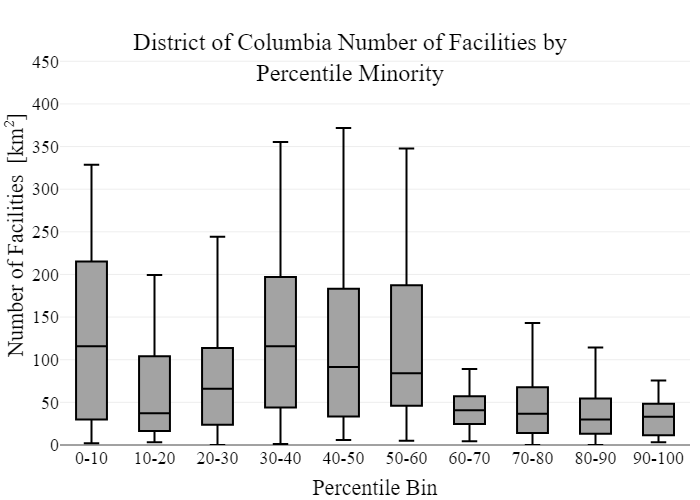 District of Columbia Number of Facilities by
Percentile Minority
Number of Facilities [km²]
450
400
350
300
250
200
150
100
50
0
0-10 10-20 20-30 30-40 40-50 50-60 60-70 70-80 80-90 90-100
Percentile Bin